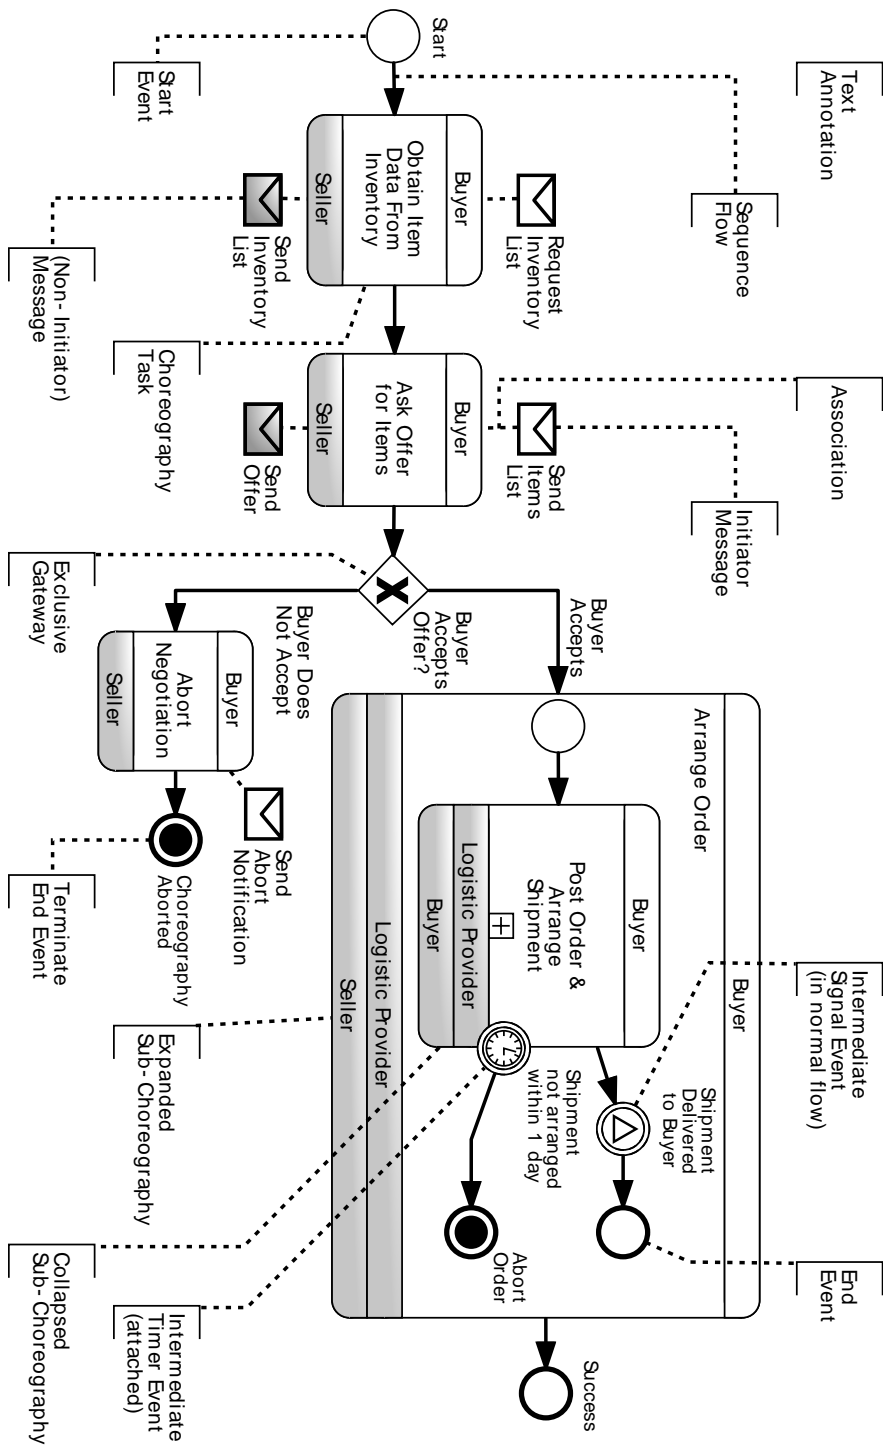 Text
Annotation
Sequence
Flow
Association
Initiator
Message
Intermediate
Signal Event
(in normal flow)
End
Event
Start
Request
Inventory
List
Buyer
Obtain Item
Data From
Inventory
Seller
Send
Inventory
List
Send
Items
List
Buyer
Ask Offer
for Items
Seller
Send
Offer
Buyer
Accepts
Buyer
Accepts
Offer?
Buyer Does
Not Accept
Buyer
Arrange Order
Buyer
Post Order &
Arrange
Shipment
Logistic Provider
Buyer
Shipment
Delivered
to Buyer
Shipment
not arranged
within 1 day
Abort
Order
Logistic Provider
Seller
Success
Buyer
Abort
Negotiation
Seller
Send
Abort
Notification
Choreography
Aborted
Start
Event
(Non- Initiator)
Message
Choreography
Task
Exclusive
Gateway
Terminate
End Event
Expanded
Sub- Choreography
Collapsed
Sub- Choreography
Intermediate
Timer Event
(attached)